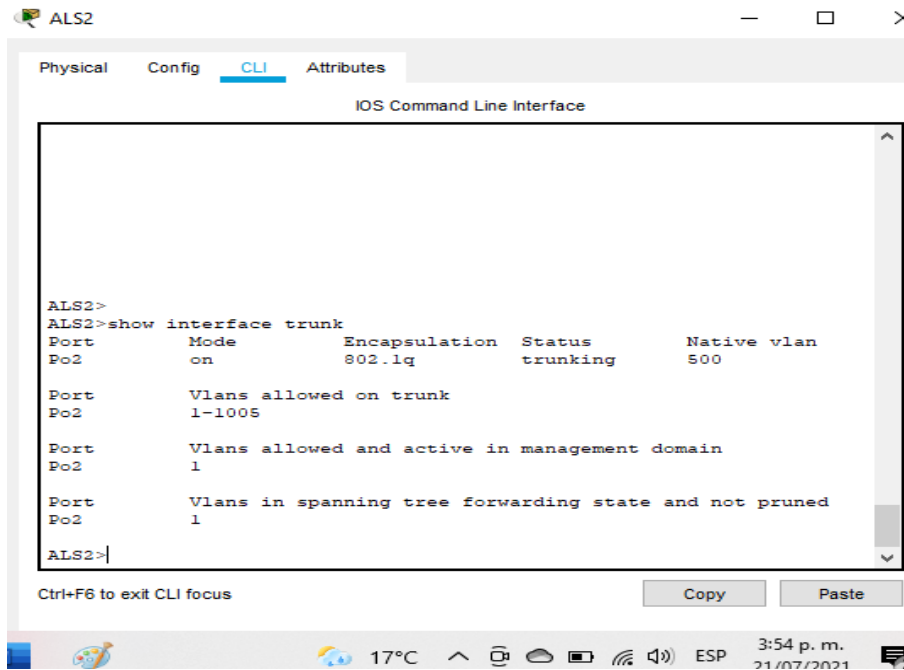 ALS2
Physical Config CLI Attributes
IOS Command Line Interface
ALS2>
ALS2>show interface trunk
Port Mode Encapsulation Status Native vlan
Po2 on 802.1q trunking 500
Port Vlans allowed on trunk
Po2 1-1005
Port Vlans allowed and active in management domain
Po2 1
Port Vlans in spanning tree forwarding state and not pruned
Po2 1
ALS2>
Ctrl+F6 to exit CLI focus Copy Paste
17°C ESP 3:54 p. m.
21/07/2021